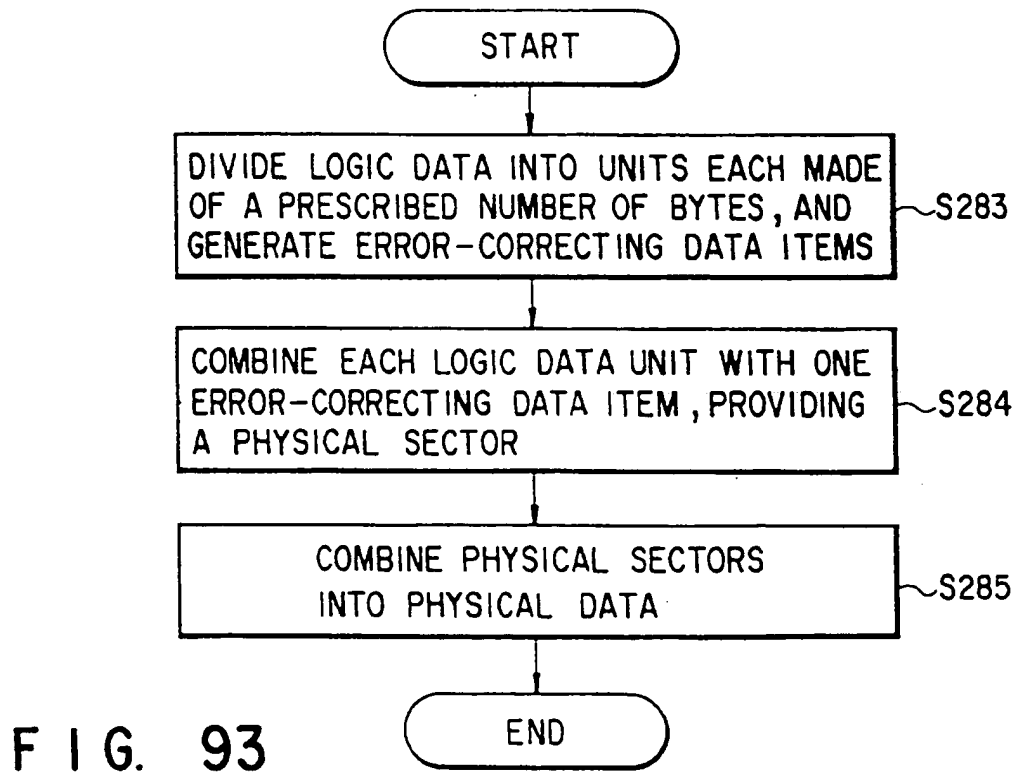 START
DIVIDE LOGIC DATA INTO UNITS EACH MADE
OF A PRESCRIBED NUMBER OF BYTES, AND
GENERATE ERROR-CORRECTING DATA ITEMS
S283
COMBINE EACH LOGIC DATA UNIT WITH ONE
ERROR-CORRECTING DATA ITEM, PROVIDING
A PHYSICAL SECTOR
S284
COMBINE PHYSICAL SECTORS
INTO PHYSICAL DATA
S285
END
FIG. 93